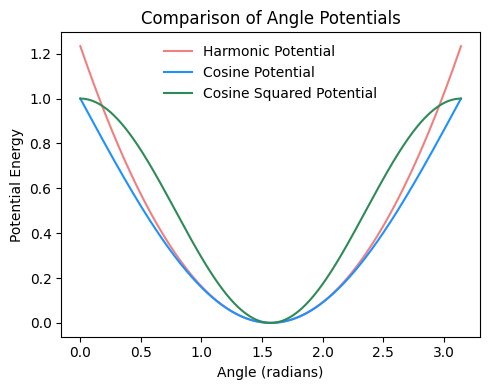 Comparison of Angle Potentials
Harmonic Potential
Cosine Potential
Cosine Squared Potential
Potential Energy
1.2
1.0
0.8
0.6
0.4
0.2
0.0
0.0 0.5 1.0 1.5 2.0 2.5 3.0
Angle (radians)